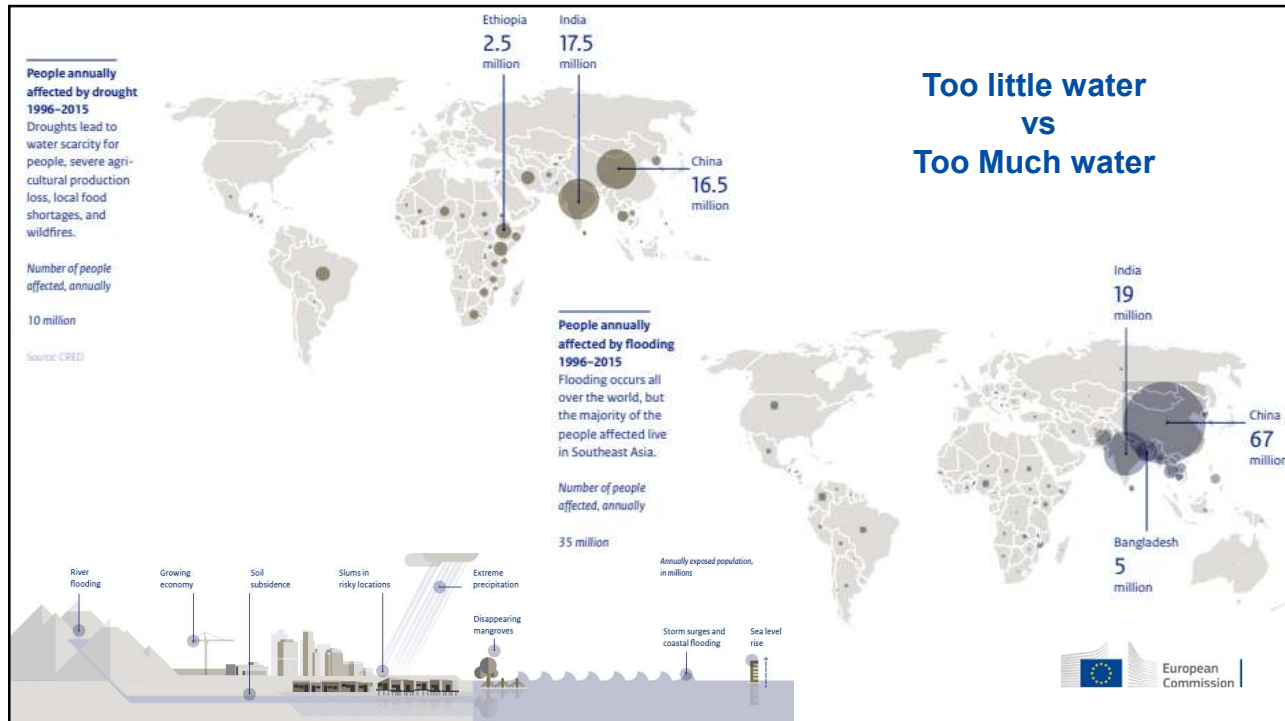 Too little water
vs
Too Much water
People annually
affected by drought
1996–2015
Droughts lead to
water scarcity for
people, severe agri-
cultural production
loss, local food
shortages, and
wildfires.
Number of people
affected, annually
10 million
Source: CRED
Ethiopia
2.5
million
India
17.5
million
China
16.5
million
People annually
affected by flooding
1996–2015
Flooding occurs all
over the world, but
the majority of the
people affected live
in Southeast Asia.
Number of people
affected, annually
35 million
India
19
million
China
67
million
Bangladesh
5
million
Annually exposed population,
in millions
River
flooding
Growing
economy
Soil
subsidence
Slums in
risky locations
Extreme
precipitation
Disappearing
mangroves
Storm surges and
coastal flooding
Sea level
rise
European
Commission